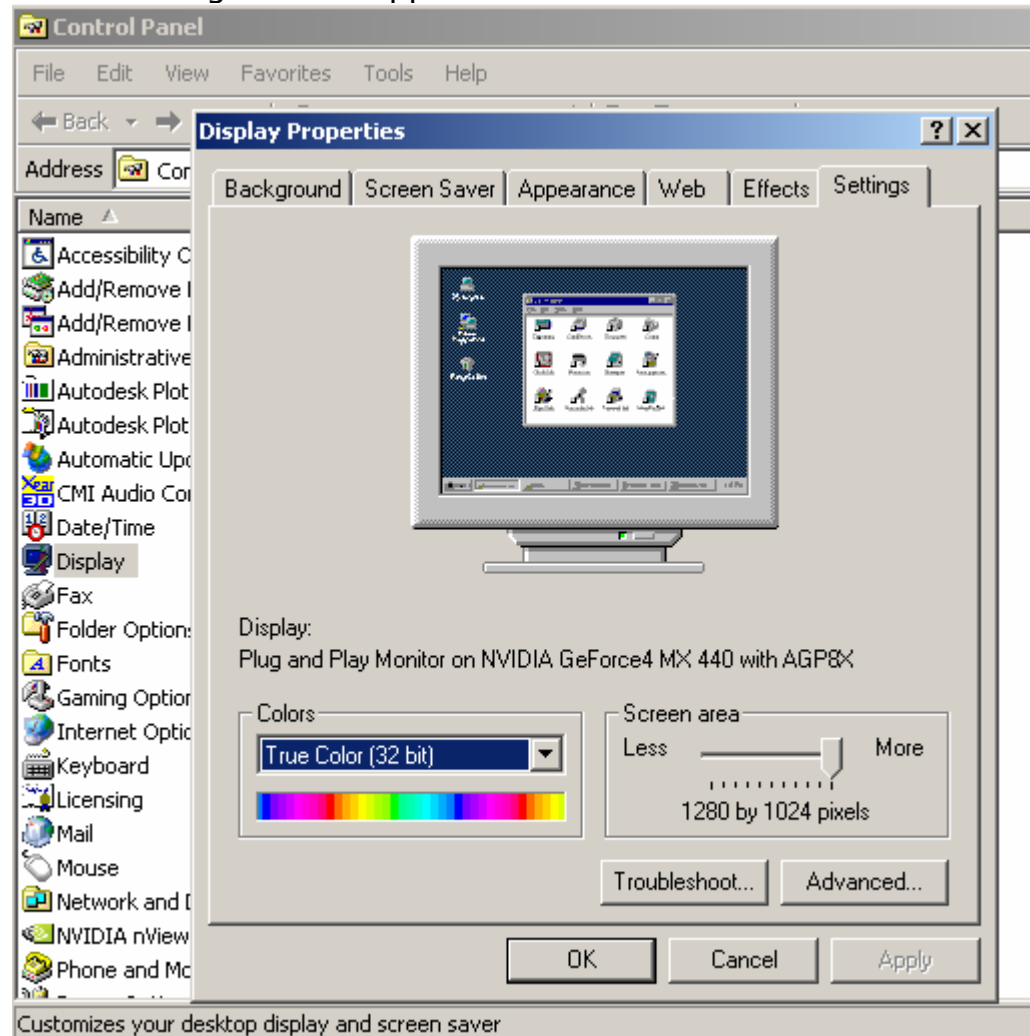 Control Panel
File Edit View Favorites Tools Help
Back
Address Cor
Name
Accessibility C
Add/Remove
Add/Remove
Administrative
Autodesk Plot
Autodesk Plot
Automatic Upd
Xear 3D CMI Audio Cor
Date/Time
Display
Fax
Folder Options
Fonts
Gaming Option
Internet Optic
Keyboard
Licensing
Mail
Mouse
Network and D
NVIDIA nView
Phone and Mo
Customizes your desktop display and screen saver
Display Properties
Background Screen Saver Appearance Web Effects Settings
Display:
Plug and Play Monitor on NVIDIA GeForce4 MX 440 with AGP8X
Colors
True Color (32 bit)
Screen area
Less More
1280 by 1024 pixels
Troubleshoot... Advanced...
OK Cancel Apply